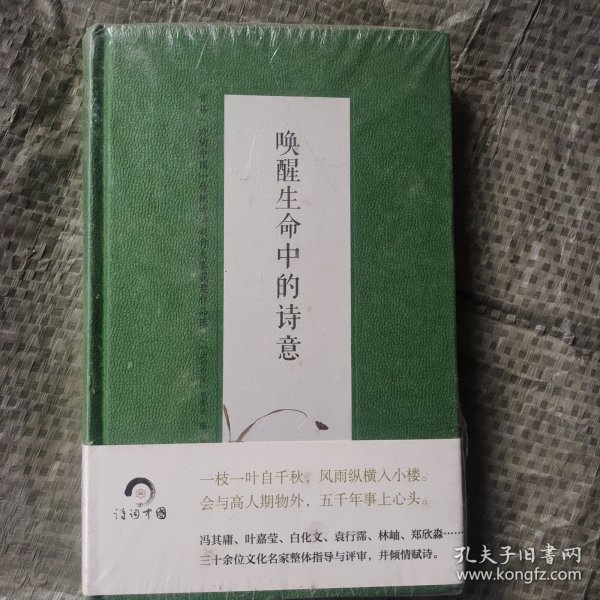 唤醒生命中的诗意
诗词中国
一枝一叶自千秋，风雨纵横入小楼。
会与高人期物外，五千年事上心头。
冯其庸、叶嘉莹、白化文、袁行霈、林岫、郑欣淼……
三十余位文化名家整体指导与评审，并倾情赋诗。
孔夫子旧书网
www.kongfz.com